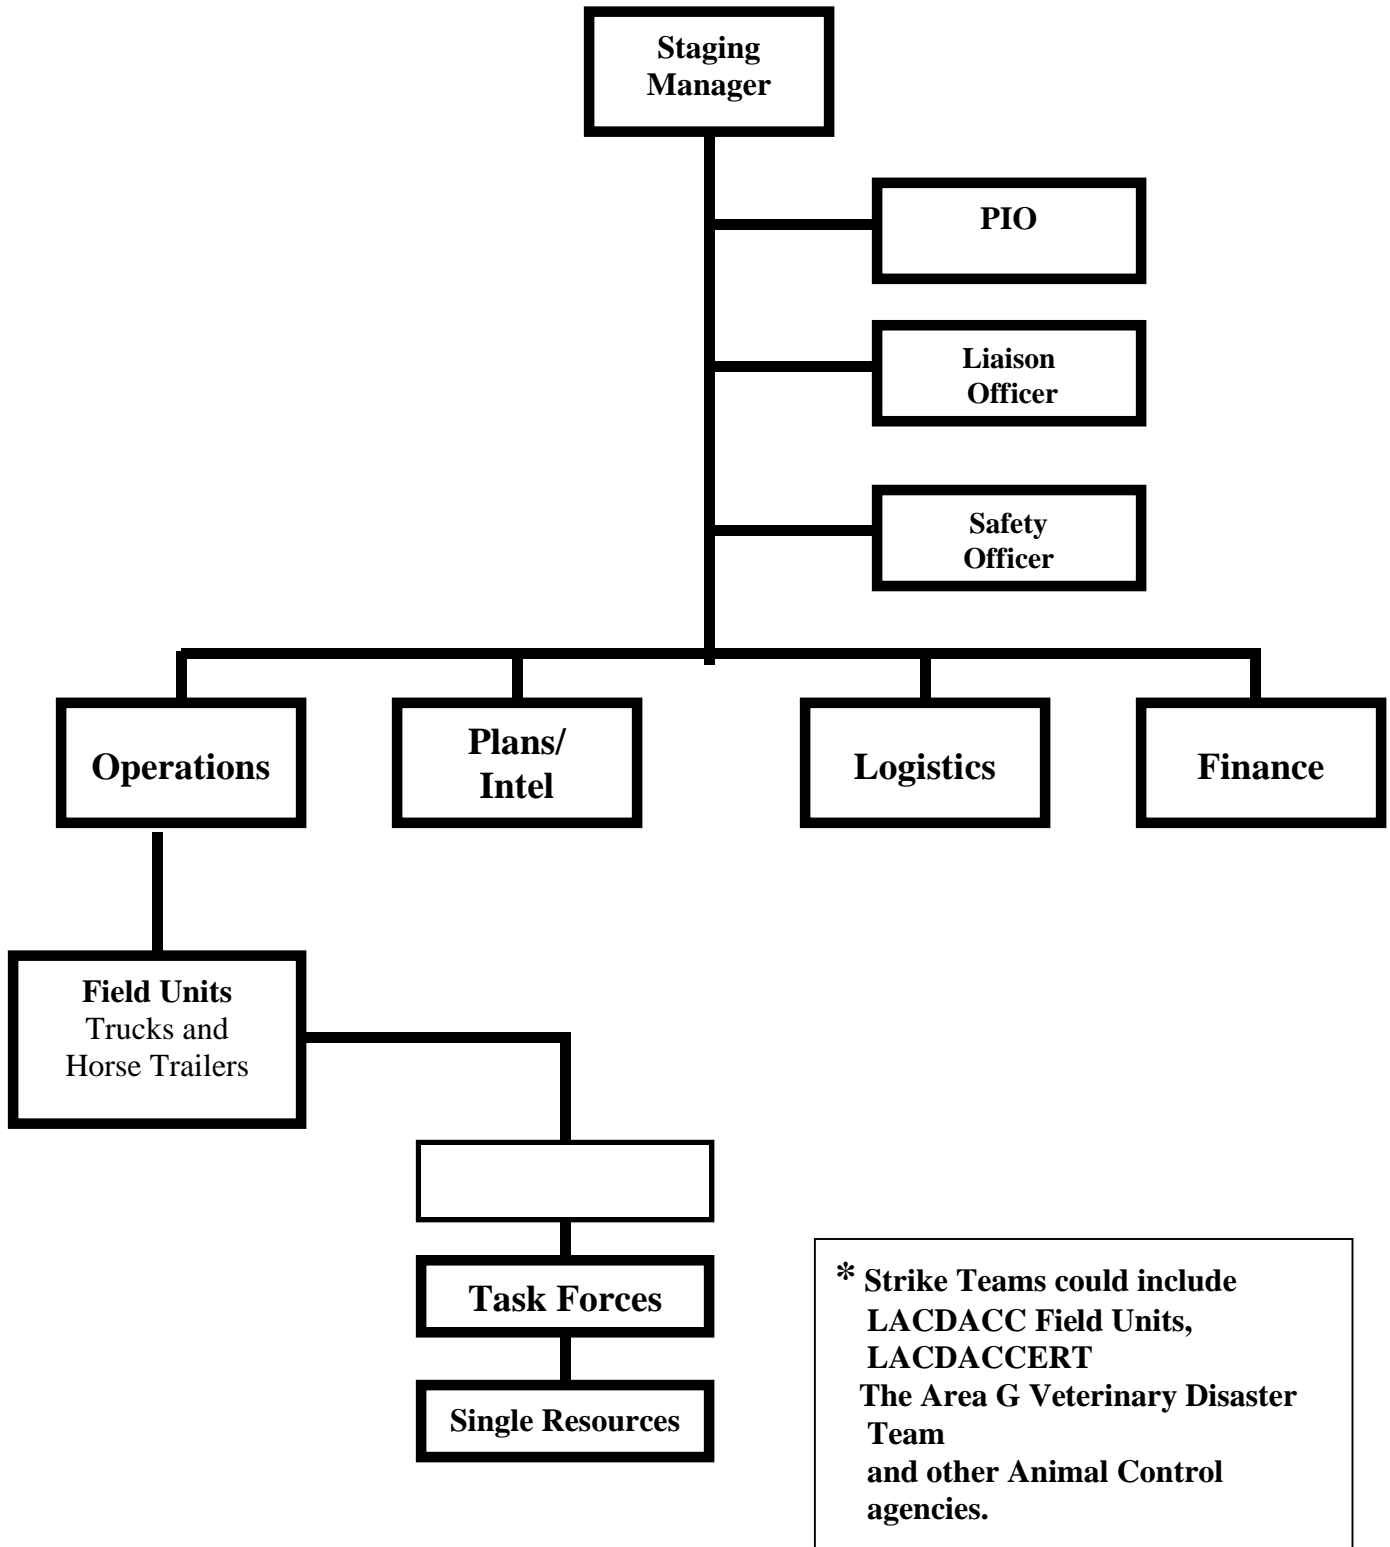 Staging
Manager
PIO
Liaison
Officer
Safety
Officer
Operations
Plans/
Intel
Logistics
Finance
Field Units
Trucks and
Horse Trailers
Task Forces
Single Resources
* Strike Teams could include
LACDACC Field Units,
LACDACCERT
The Area G Veterinary Disaster
Team
and other Animal Control
agencies.